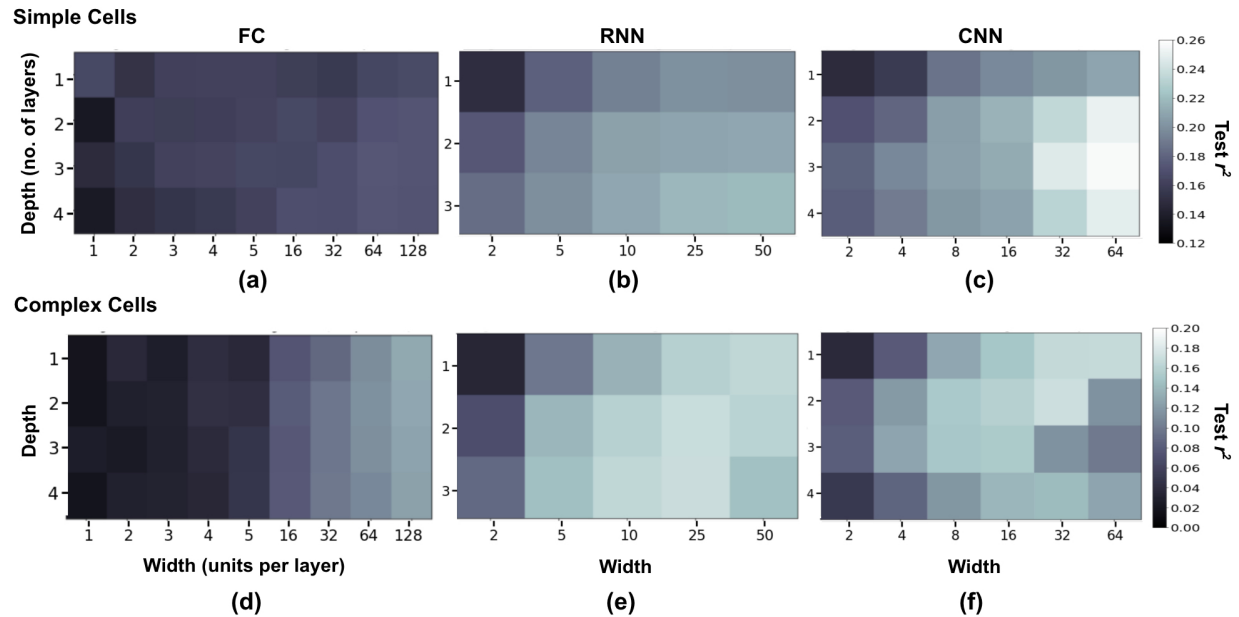 Simple Cells
FC
RNN
CNN
Depth (no. of layers)
1
2
3
4
1 2 3 4 5 16 32 64 128
1
2
3
2 5 10 25 50
1
2
3
4
2 4 8 16 32 64
0.26
0.24
0.22
0.20
0.18
0.16
0.14
0.12
Test r²
(a)
(b)
(c)
Complex Cells
Depth
1
2
3
4
1 2 3 4 5 16 32 64 128
1
2
3
2 5 10 25 50
1
2
3
4
2 4 8 16 32 64
0.20
0.18
0.16
0.14
0.12
0.10
0.08
0.06
0.04
0.02
0.00
Test r²
Width (units per layer)
Width
Width
(d)
(e)
(f)